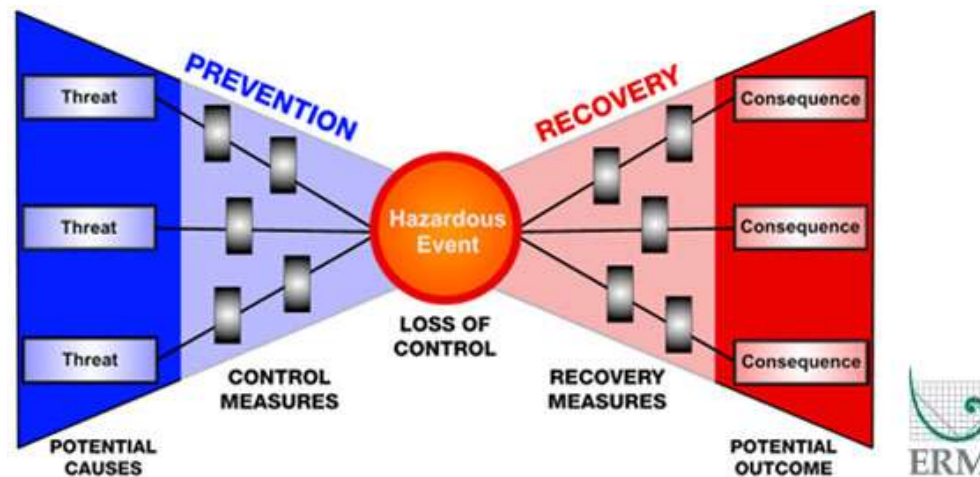 PREVENTION
RECOVERY
Threat
Consequence
Threat
Hazardous
Event
Consequence
Threat
Consequence
LOSS OF
CONTROL
CONTROL
MEASURES
RECOVERY
MEASURES
POTENTIAL
CAUSES
POTENTIAL
OUTCOME
ERM